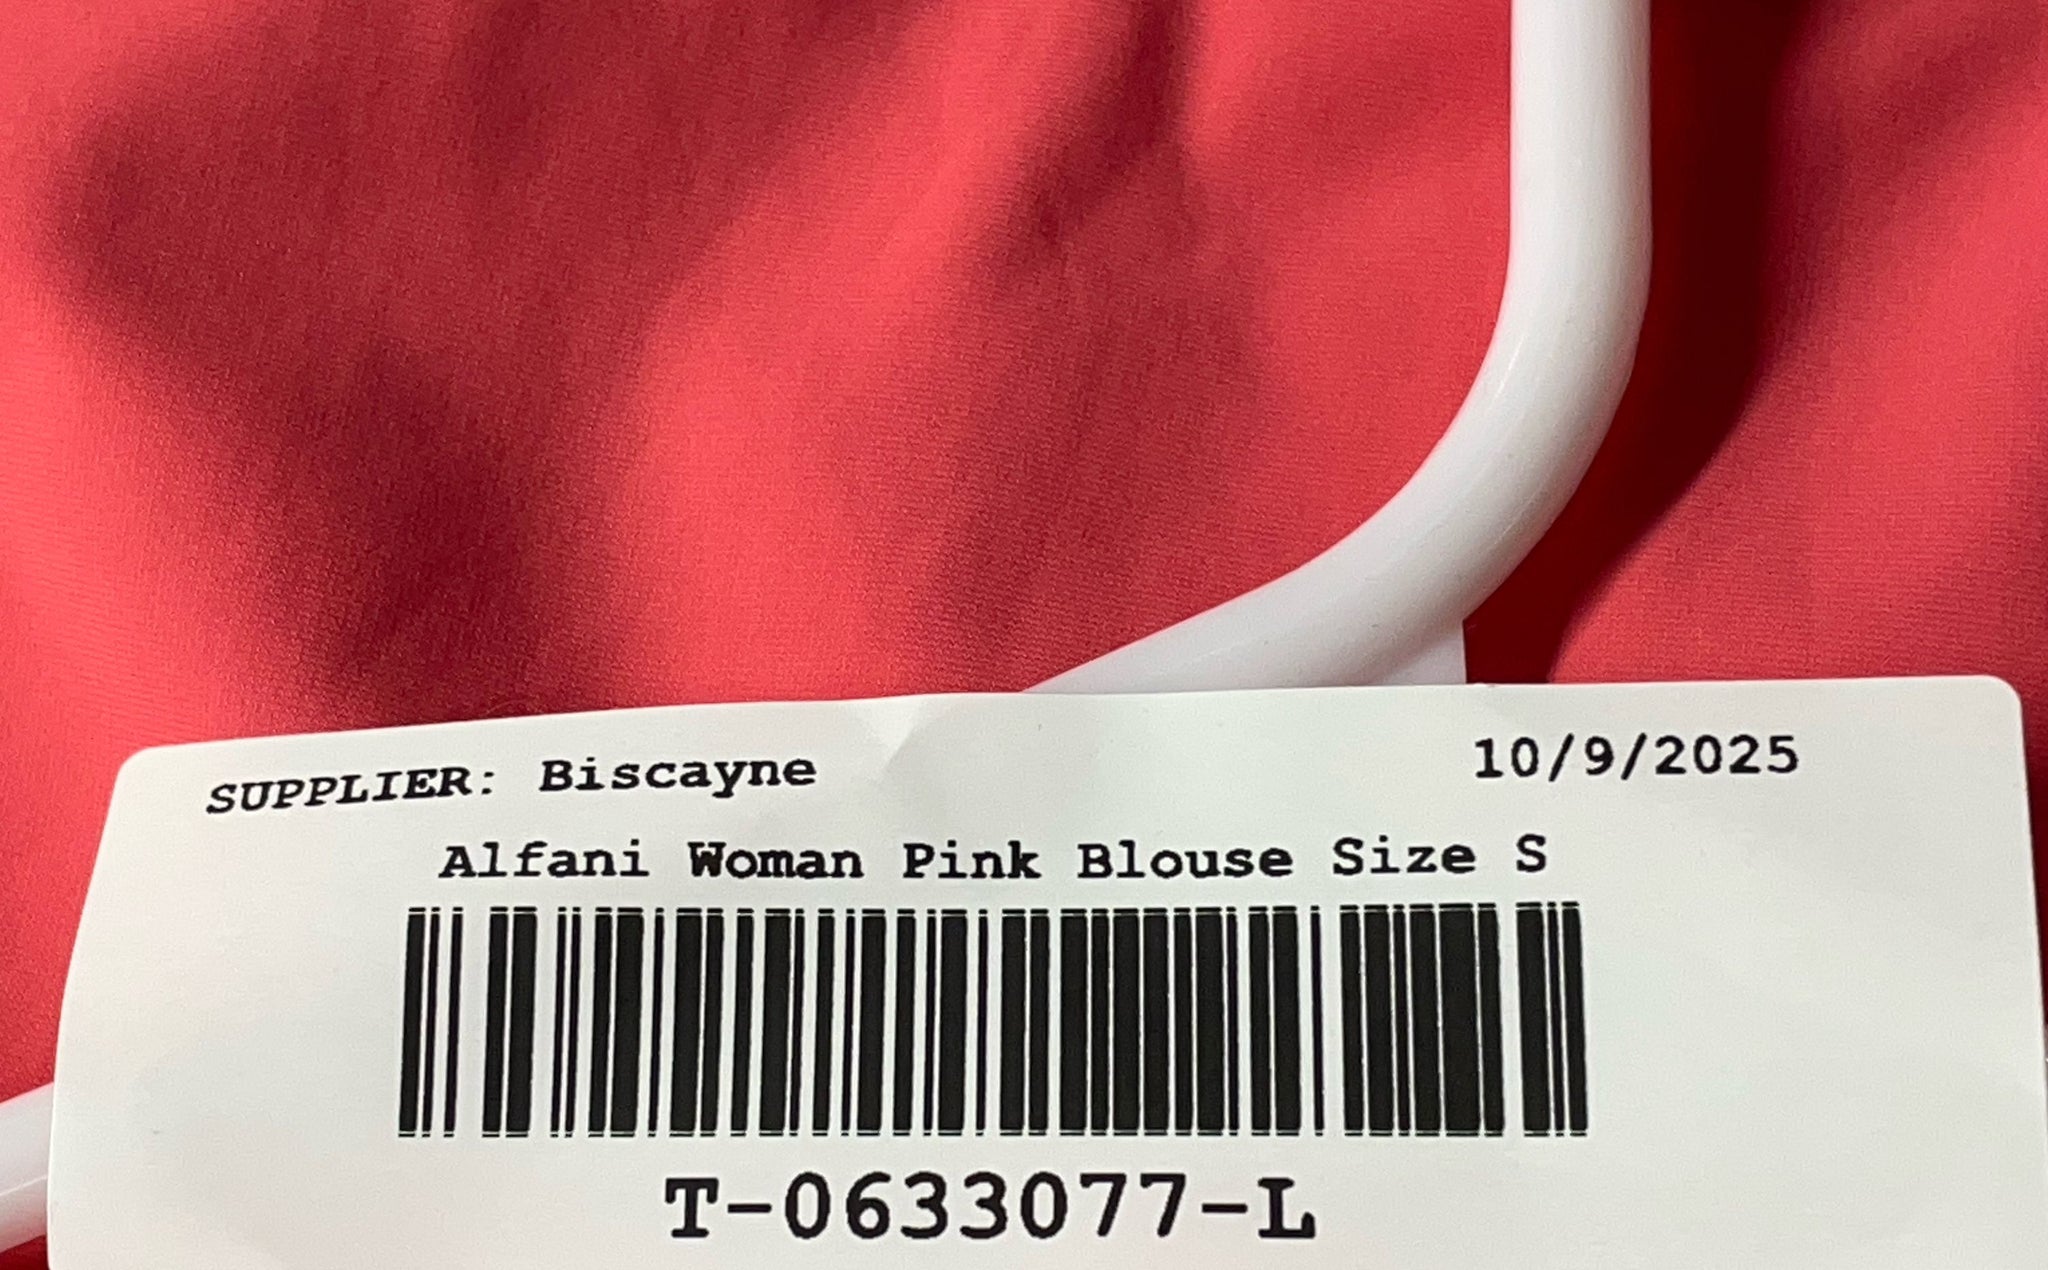 SUPPLIER: Biscayne 10/9/2025
Alfani Woman Pink Blouse Size S
T-0633077-L